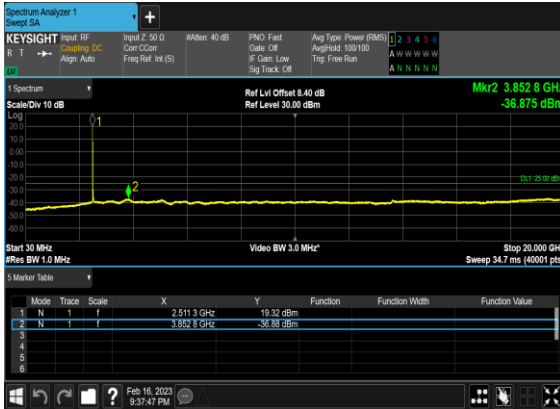 Spectrum Analyzer 1
Swept SA
+
KEYSIGHT Input: RF Input Z: 50 Ω #Atten: 40 dB PNO: Fast Avg Type: Power (RMS) 1 2 3 4 5 6
R T Coupling: DC Corr CCorr Gate: Off Avg|Hold: 100/100 A W W W W W
Align: Auto Freq Ref: Int (S) IF Gain: Low Trig: Free Run
Sig Track: Off A N N N N N
1 Spectrum Ref Lvl Offset 8.40 dB Mkr2 3.852 8 GHz
Scale/Div 10 dB Ref Level 30.00 dBm -36.875 dBm
Log
20.0
10.0
0.00
-10.0
-20.0
-30.0
-40.0
-50.0
-60.0
1
2
DL1 -25.00 dBm
Start 30 MHz Video BW 3.0 MHz* Stop 20.000 GH
#Res BW 1.0 MHz Sweep 34.7 ms (40001 pts
5 Marker Table
Mode Trace Scale X Y Function Function Width Function Value
1 N 1 f 2.511 3 GHz 19.32 dBm
2 N 1 f 3.852 8 GHz -36.88 dBm
3
4
5
6
? Feb 16, 2023
9:37:47 PM